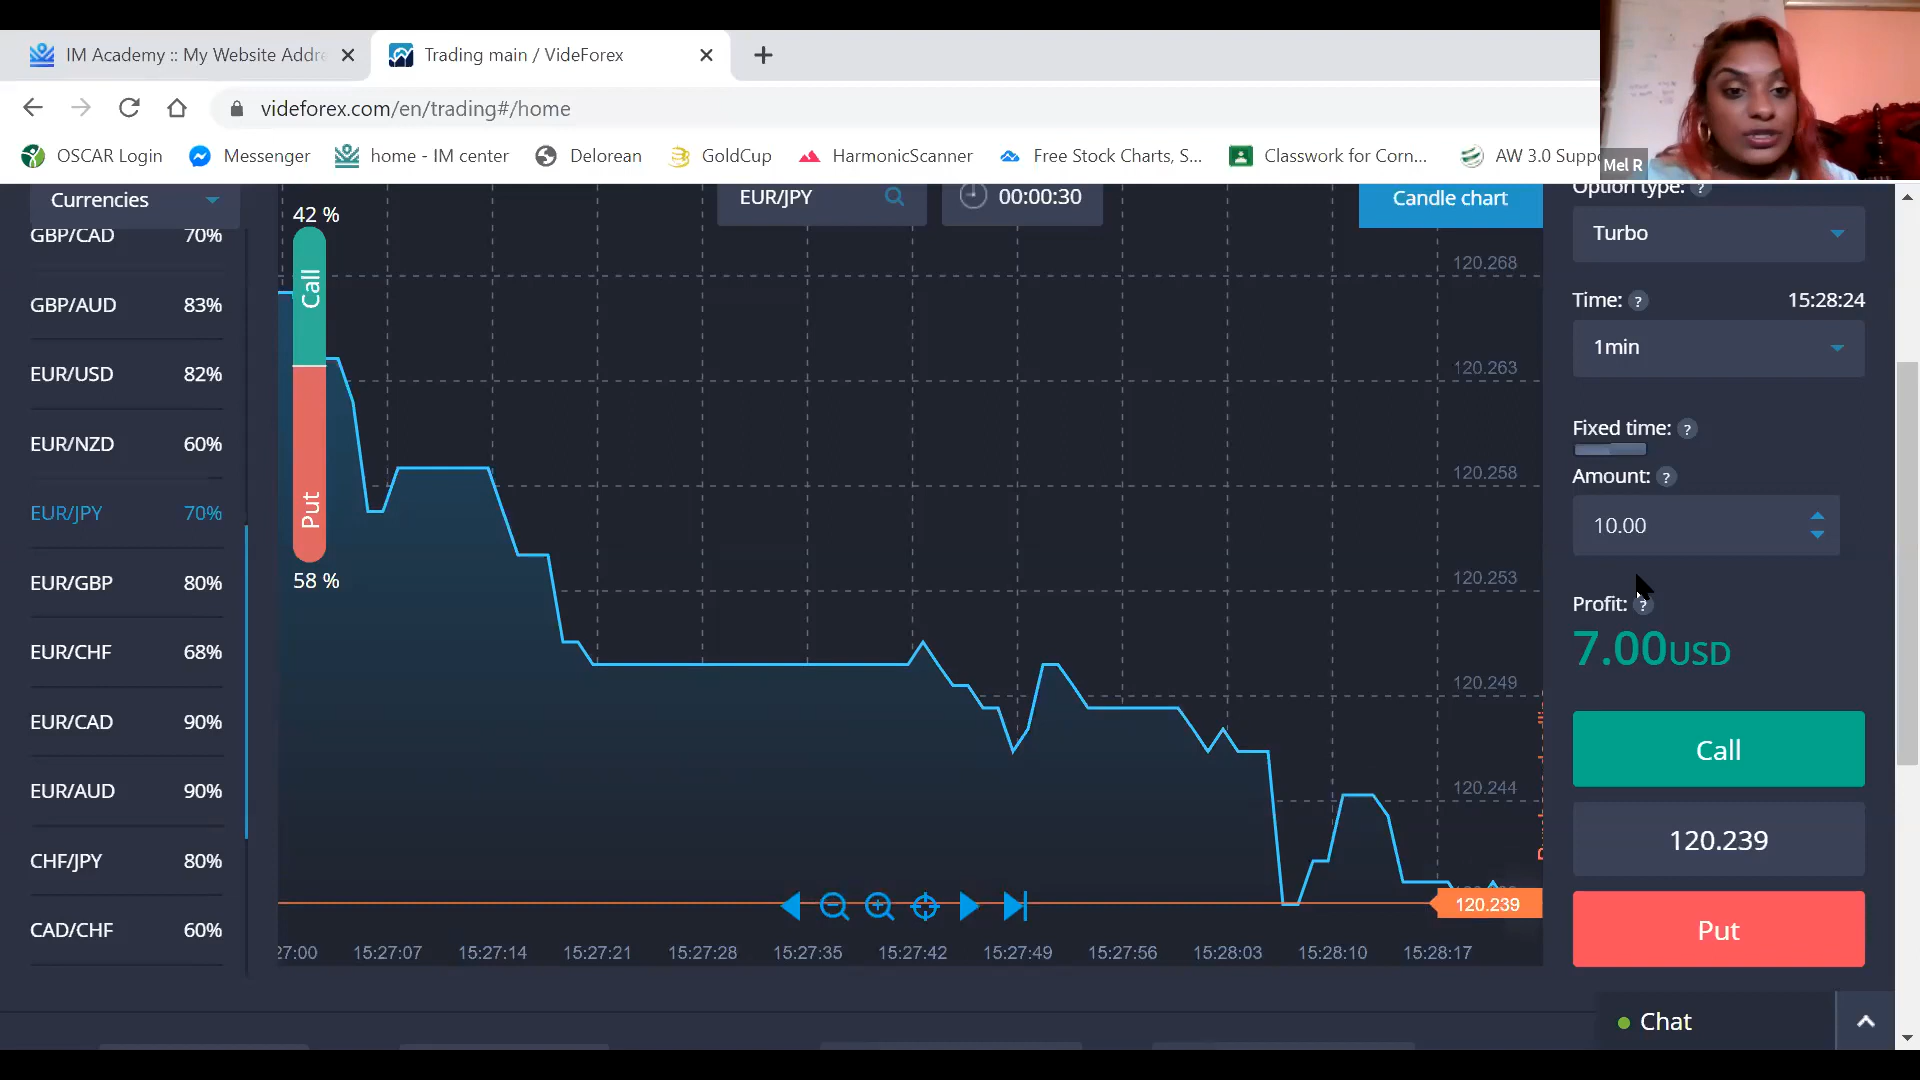 IM Academy :: My Website Addre
Trading main / VideForex
videforex.com/en/trading#/home
OSCAR Login
Messenger
home - IM center
Delorean
GoldCup
HarmonicScanner
Free Stock Charts, S...
Classwork for Corn...
AW 3.0 Suppo
Mel R
Currencies
GBP/CAD 70%
GBP/AUD 83%
EUR/USD 82%
EUR/NZD 60%
EUR/JPY 70%
EUR/GBP 80%
EUR/CHF 68%
EUR/CAD 90%
EUR/AUD 90%
CHF/JPY 80%
CAD/CHF 60%
42 %
Call
Put
58 %
EUR/JPY
00:00:30
Candle chart
120.268
120.263
120.258
120.253
120.249
120.244
120.239
27:00 15:27:07 15:27:14 15:27:21 15:27:28 15:27:35 15:27:42 15:27:49 15:27:56 15:28:03 15:28:10 15:28:17
Option type: ?
Turbo
Time: ? 15:28:24
1min
Fixed time: ?
Amount: ?
10.00
Profit: ?
7.00USD
Call
120.239
Put
Chat